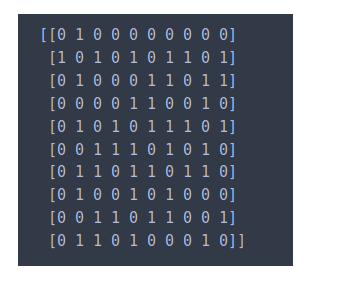 [[0 1 0 0 0 0 0 0 0 0]
[1 0 1 0 1 0 1 1 0 1]
[0 1 0 0 0 1 1 0 1 1]
[0 0 0 0 1 1 0 0 1 0]
[0 1 0 1 0 1 1 1 0 1]
[0 0 1 1 1 0 1 0 1 0]
[0 1 1 0 1 1 0 1 1 0]
[0 1 0 0 1 0 1 0 0 0]
[0 0 1 1 0 1 1 0 0 1]
[0 1 1 0 1 0 0 0 1 0]]